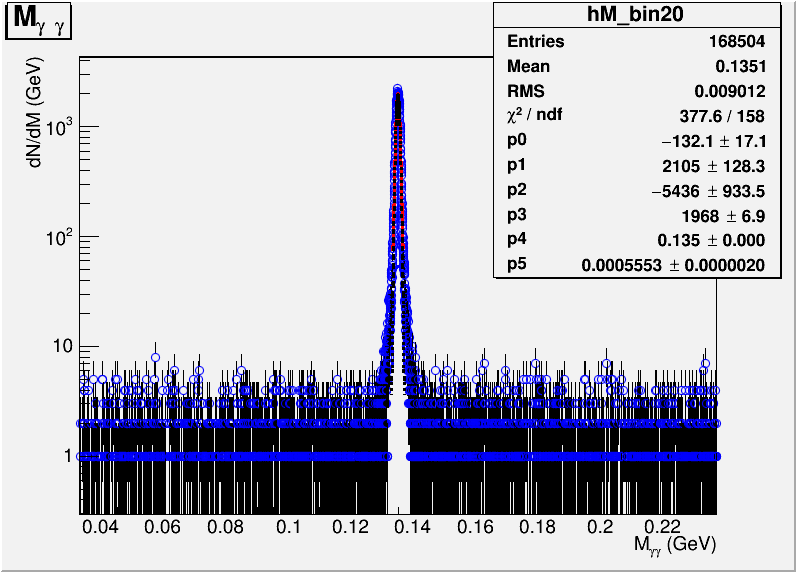 M γ γ
hM_bin20
Entries 168504
Mean 0.1351
RMS 0.009012
χ² / ndf 377.6 / 158
p0 −132.1 ± 17.1
p1 2105 ± 128.3
p2 −5436 ± 933.5
p3 1968 ± 6.9
p4 0.135 ± 0.000
p5 0.0005553 ± 0.0000020
dN/dM (GeV)
10³
10²
10
1
0.04 0.06 0.08 0.1 0.12 0.14 0.16 0.18 0.2 0.22
Mγγ (GeV)